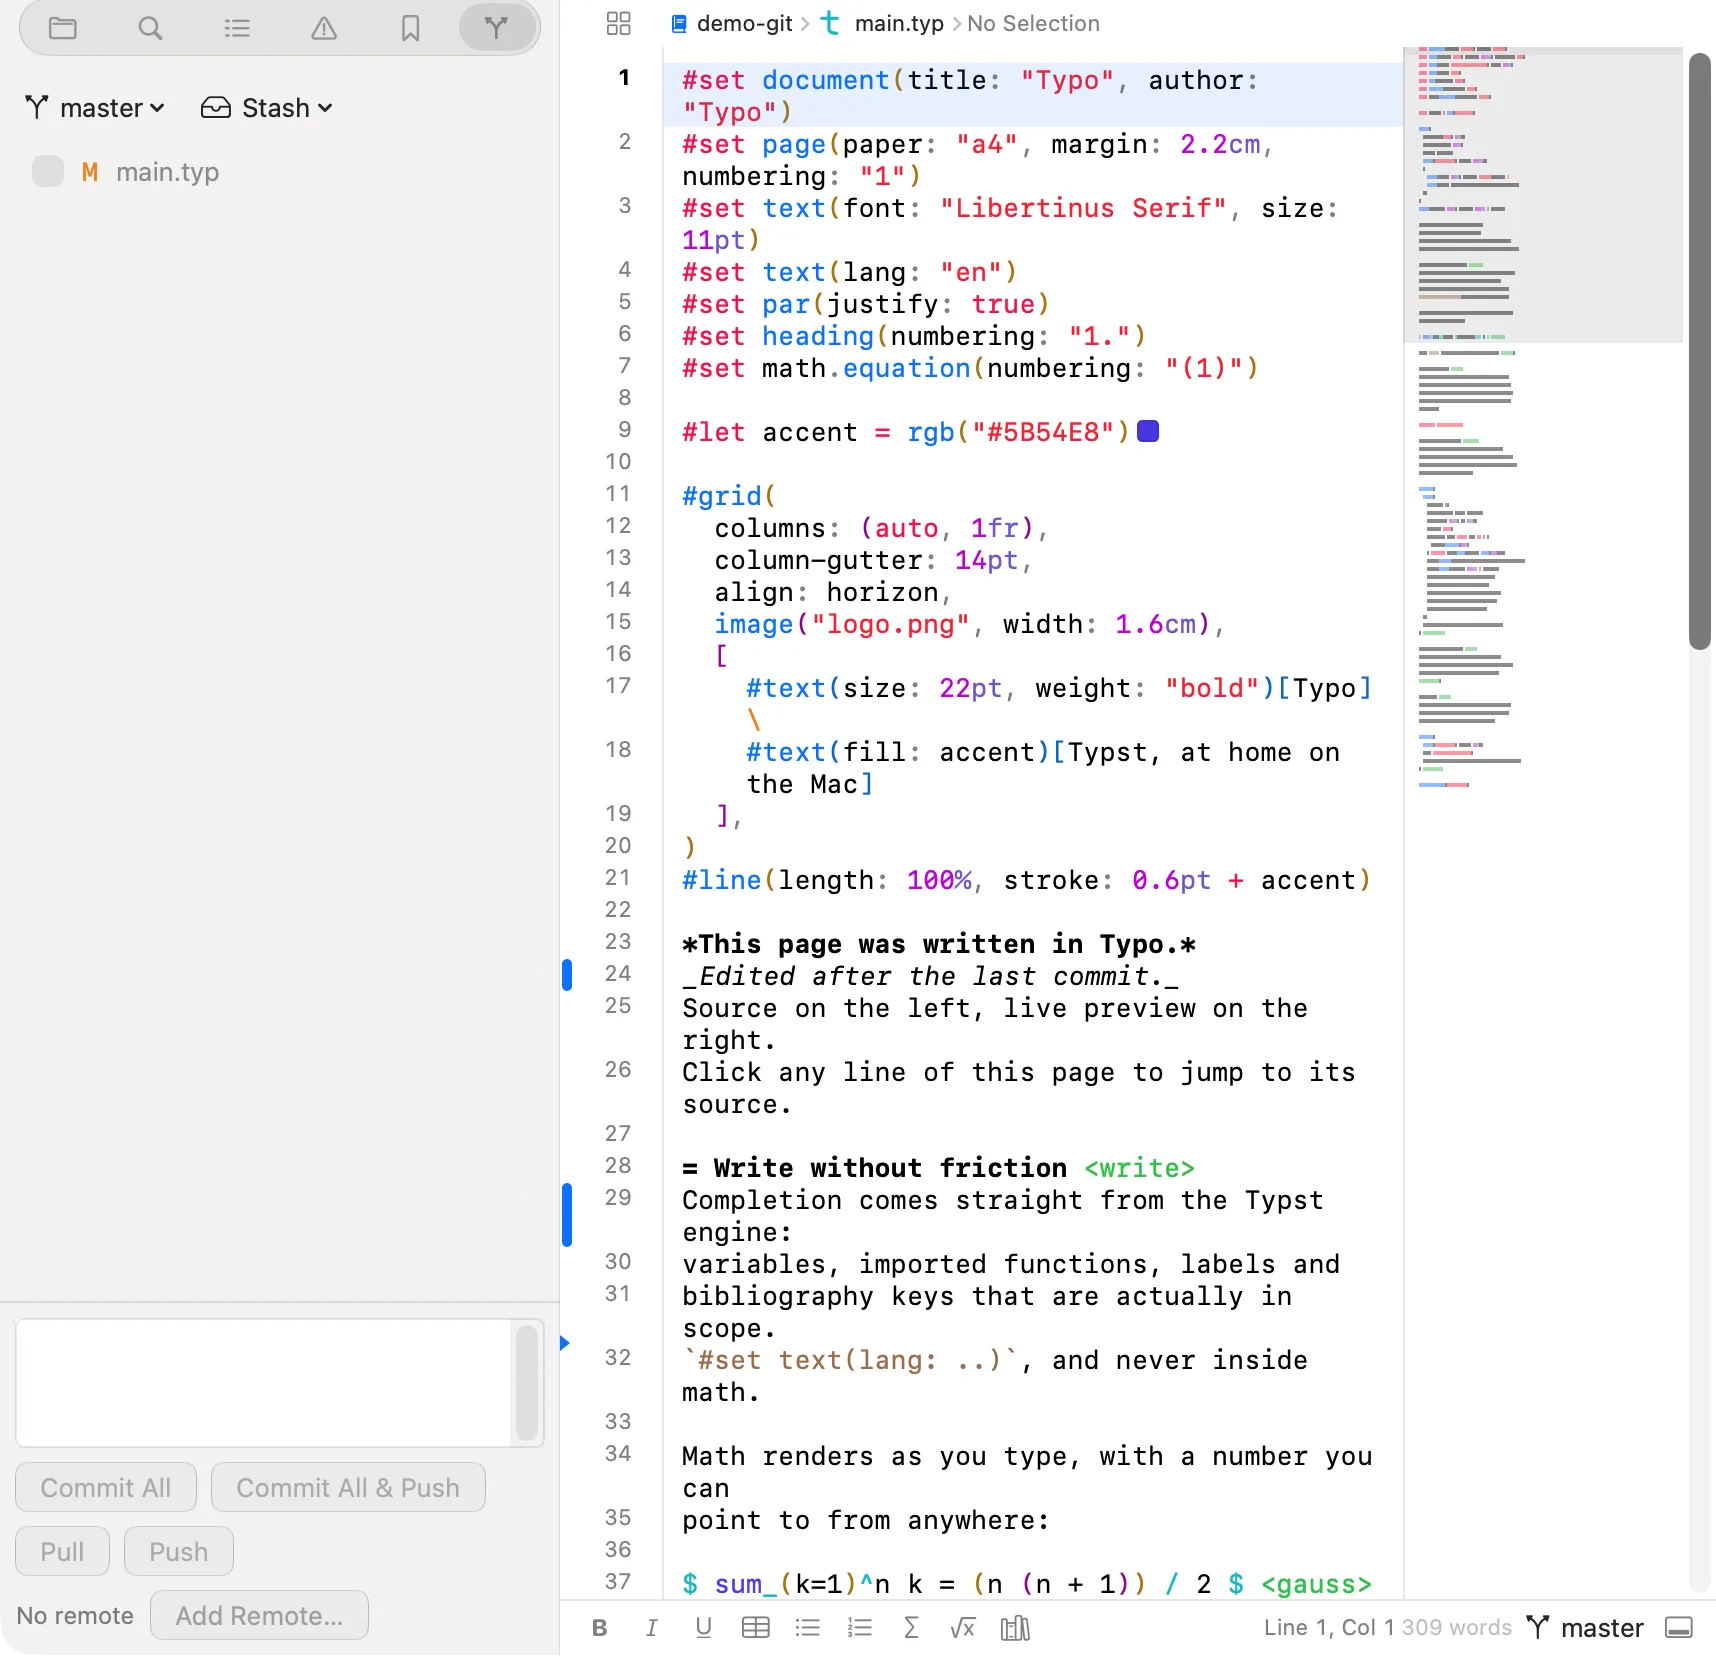 demo-git > main.typ > No Selection
master
Stash
M main.typ
Commit All
Commit All & Push
Pull
Push
No remote
Add Remote...
1 #set document(title: "Typo", author:
"Typo")
2 #set page(paper: "a4", margin: 2.2cm,
numbering: "1")
3 #set text(font: "Libertinus Serif", size:
11pt)
4 #set text(lang: "en")
5 #set par(justify: true)
6 #set heading(numbering: "1.")
7 #set math.equation(numbering: "(1)")
8
9 #let accent = rgb("#5B54E8")
10
11 #grid(
12 columns: (auto, 1fr),
13 column-gutter: 14pt,
14 align: horizon,
15 image("logo.png", width: 1.6cm),
16 [
17 #text(size: 22pt, weight: "bold")[Typo]
\
18 #text(fill: accent)[Typst, at home on
the Mac]
19 ],
20 )
21 #line(length: 100%, stroke: 0.6pt + accent)
22
23 *This page was written in Typo.*
24 _Edited after the last commit._
25 Source on the left, live preview on the
right.
26 Click any line of this page to jump to its
source.
27
28 = Write without friction <write>
29 Completion comes straight from the Typst
engine:
30 variables, imported functions, labels and
31 bibliography keys that are actually in
scope.
32 `#set text(lang: ..)`, and never inside
math.
33
34 Math renders as you type, with a number you
can
35 point to from anywhere:
36
37 $ sum_(k=1)^n k = (n (n + 1)) / 2 $ <gauss>
B I U
Line 1, Col 1 309 words master